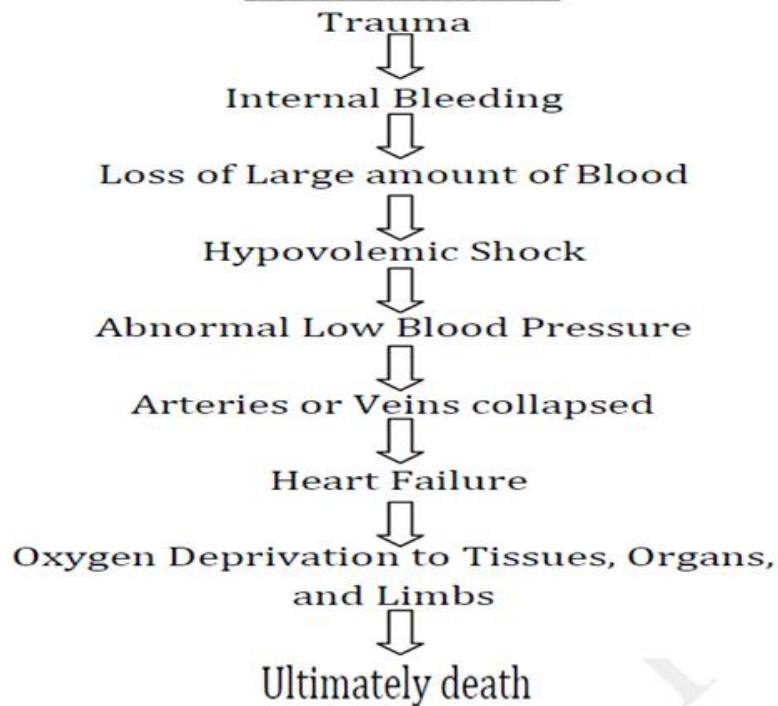 Trauma
Internal Bleeding
Loss of Large amount of Blood
Hypovolemic Shock
Abnormal Low Blood Pressure
Arteries or Veins collapsed
Heart Failure
Oxygen Deprivation to Tissues, Organs,
and Limbs
Ultimately death